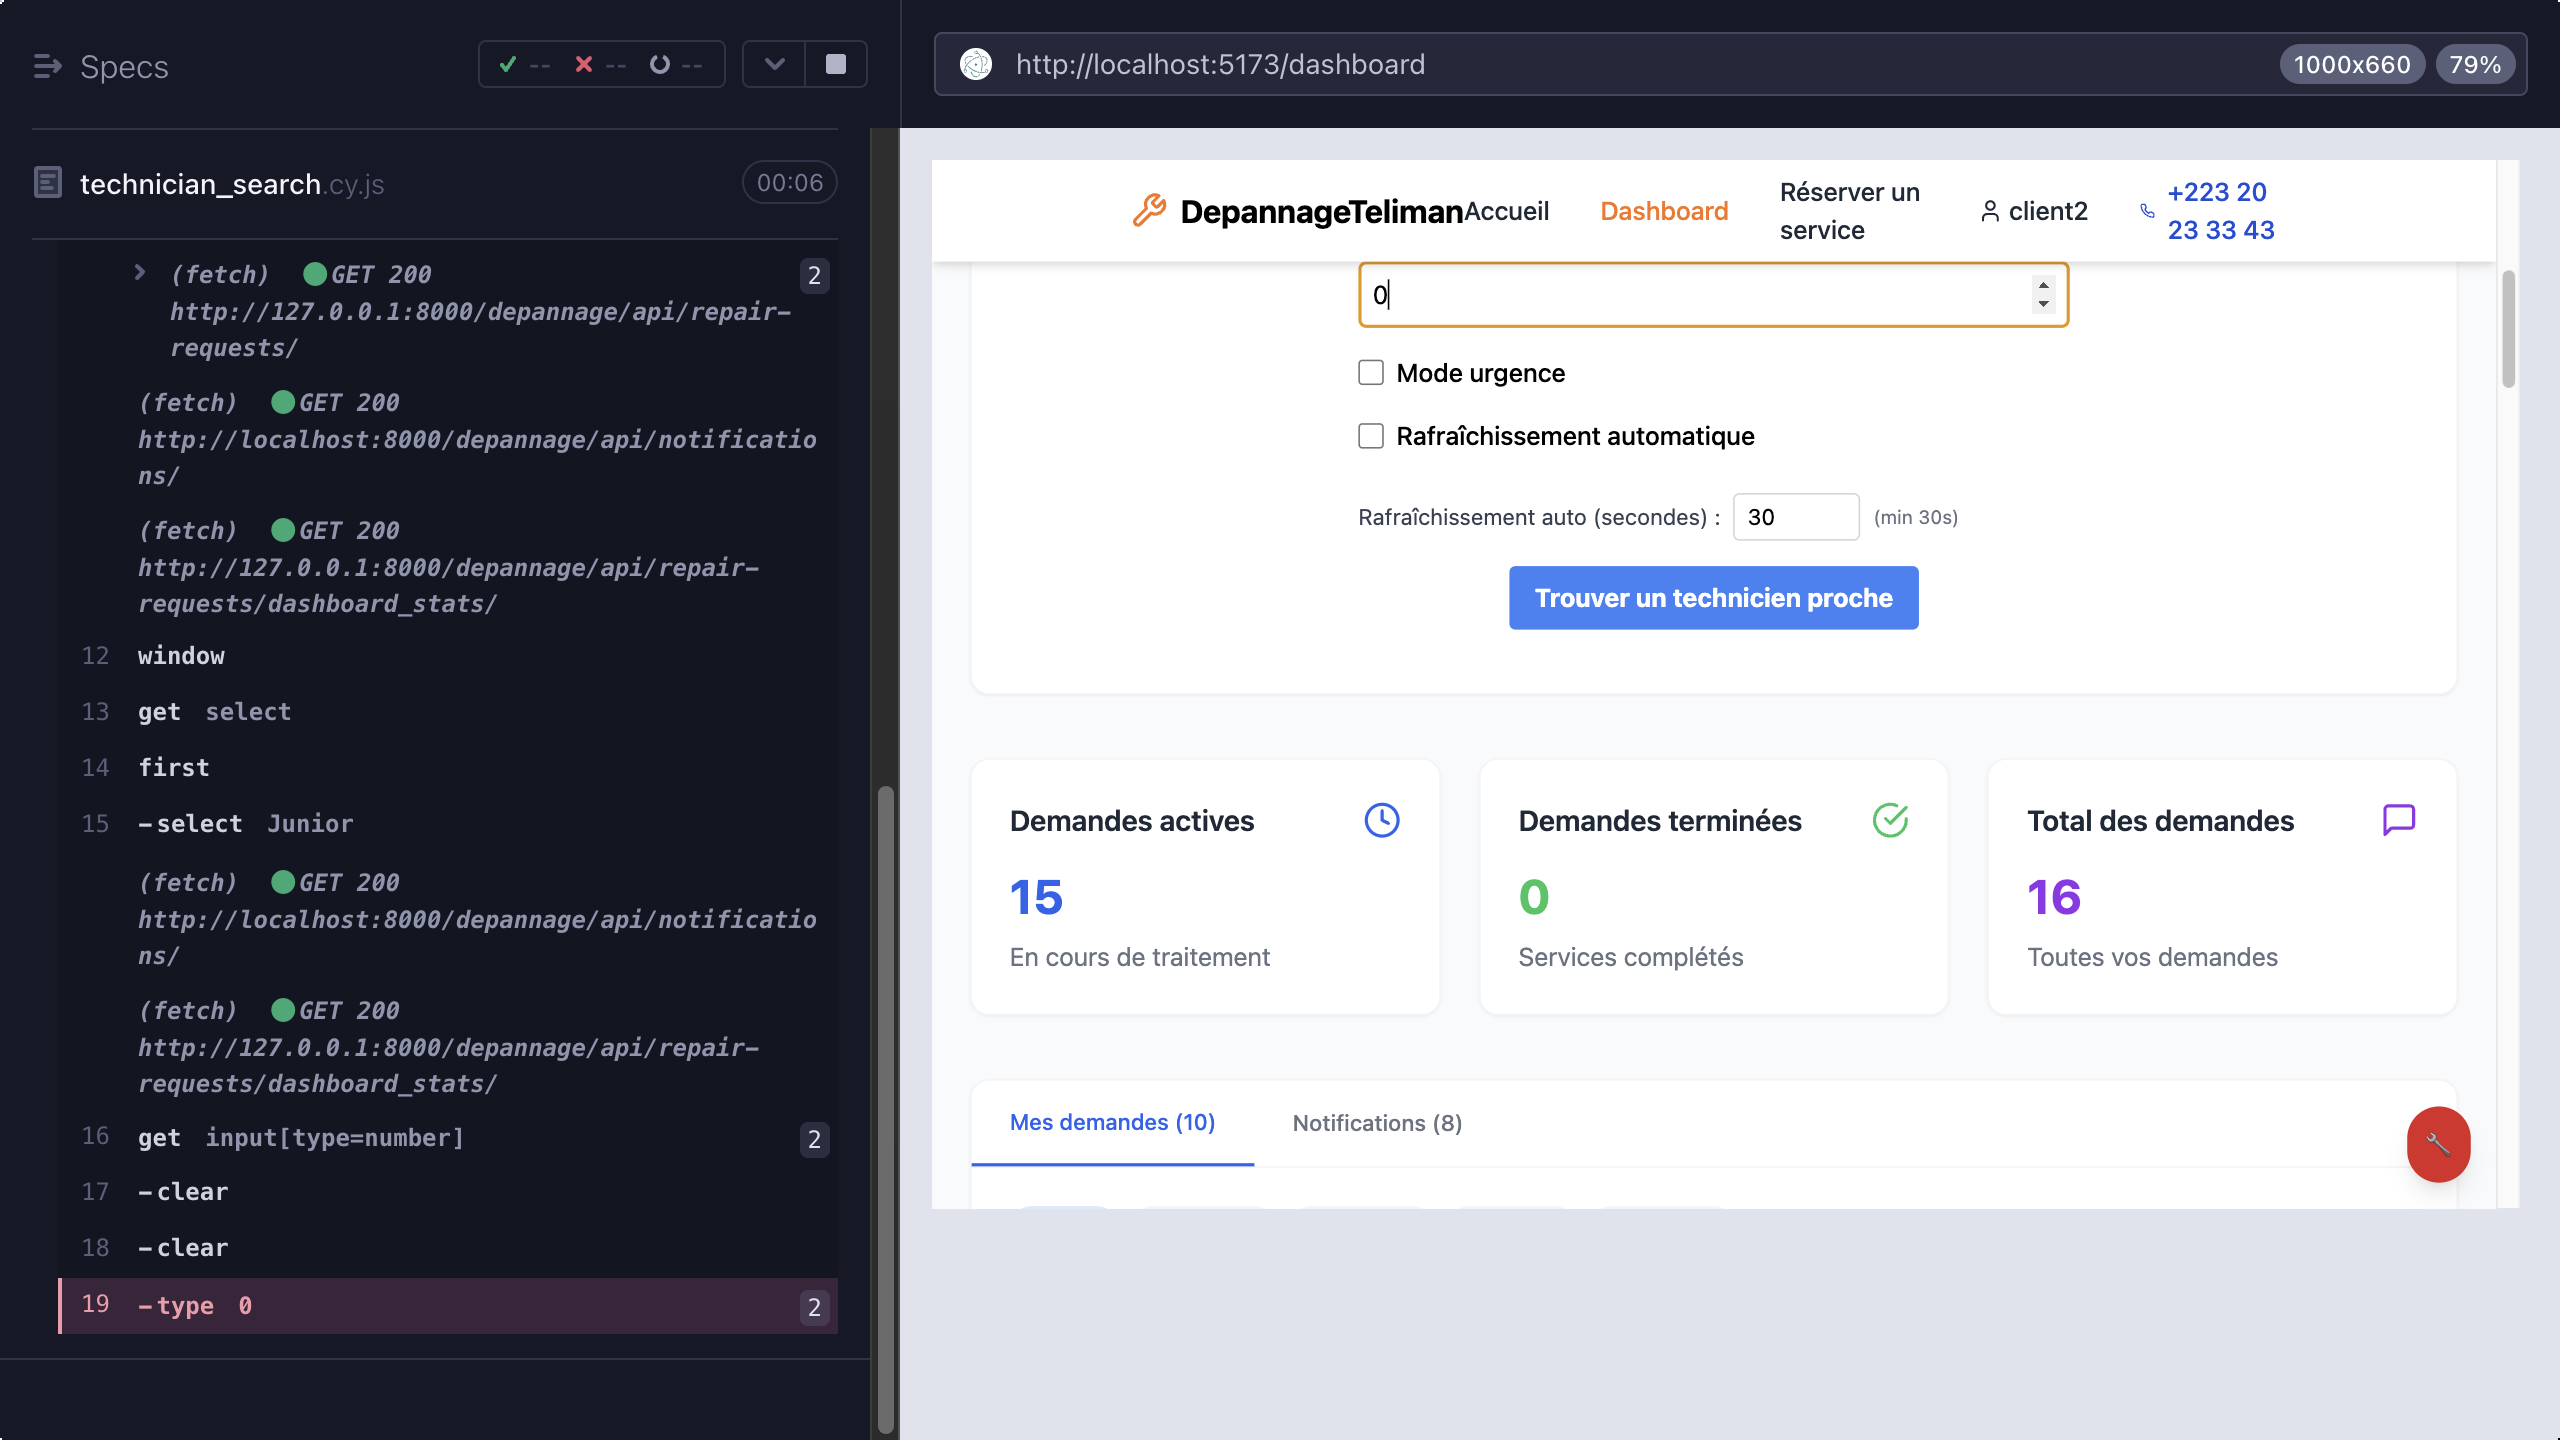 Specs
-- -- --
technician_search.cy.js
00:06
(fetch) GET 200
2
http://127.0.0.1:8000/depannage/api/repair-
requests/
(fetch) GET 200
http://localhost:8000/depannage/api/notificatio
ns/
(fetch) GET 200
http://127.0.0.1:8000/depannage/api/repair-
requests/dashboard_stats/
12 window
13 get select
14 first
15 -select Junior
(fetch) GET 200
http://localhost:8000/depannage/api/notificatio
ns/
(fetch) GET 200
http://127.0.0.1:8000/depannage/api/repair-
requests/dashboard_stats/
16 get input[type=number] 2
17 -clear
18 -clear
19 -type 0 2
http://localhost:5173/dashboard
1000x660
79%
DepannageTeliman
Accueil
Dashboard
Réserver un
service
client2
+223 20
23 33 43
0
Mode urgence
Rafraîchissement automatique
Rafraîchissement auto (secondes) : 30 (min 30s)
Trouver un technicien proche
Demandes actives
15
En cours de traitement
Demandes terminées
0
Services complétés
Total des demandes
16
Toutes vos demandes
Mes demandes (10)
Notifications (8)